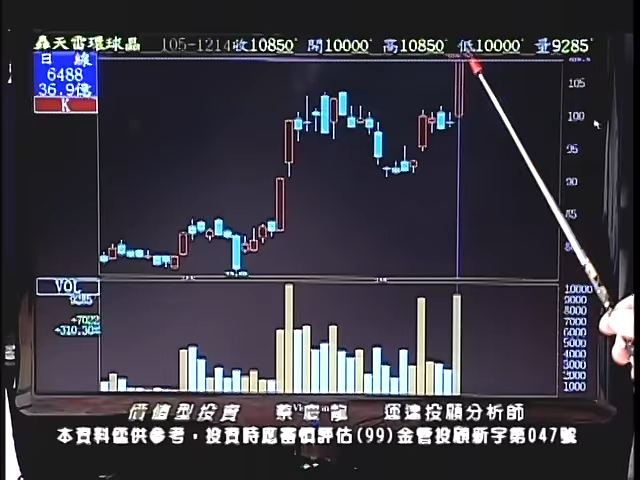 環球晶 105-1214收10850 開10000 高10850 低10000 量9285
日 線
6488
36.9億
K
105
100
95
90
85
VOL
9285
+7022
+310.30%
10000
9000
8000
7000
6000
5000
4000
3000
2000
1000
價值型投資 蔡慶龍 運達投顧分析師
本資料僅供參考，投資時應審慎評估(99)金管投顧新字第047號